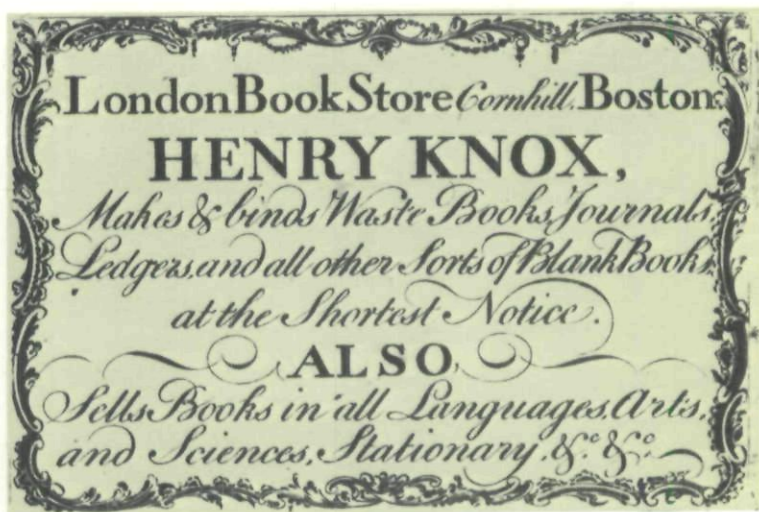 London Book Store Cornhill. Boston.
HENRY KNOX,
Makes & binds Waste Books, Journals,
Ledgers, and all other Sorts of Blank Books
at the Shortest Notice.
ALSO,
Sells Books in all Languages, Arts,
and Sciences, Stationary, &c. &c.